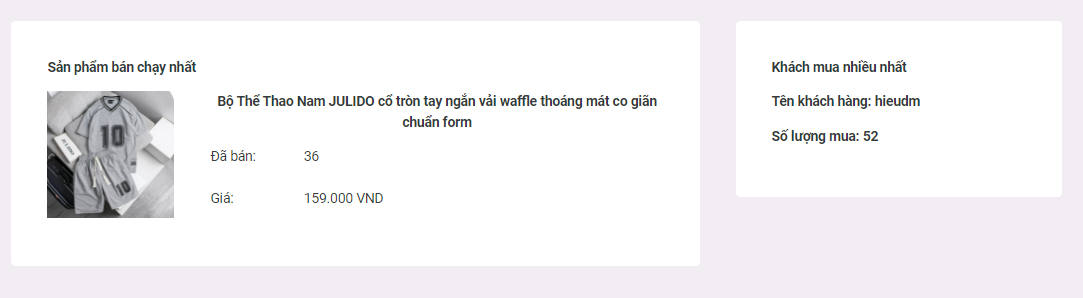 Sản phẩm bán chạy nhất
10
10
Bộ Thể Thao Nam JULIDO cổ tròn tay ngắn vải waffle thoáng mát co giãn
chuẩn form
Đã bán: 36
Giá: 159.000 VND
Khách mua nhiều nhất
Tên khách hàng: hieudm
Số lượng mua: 52